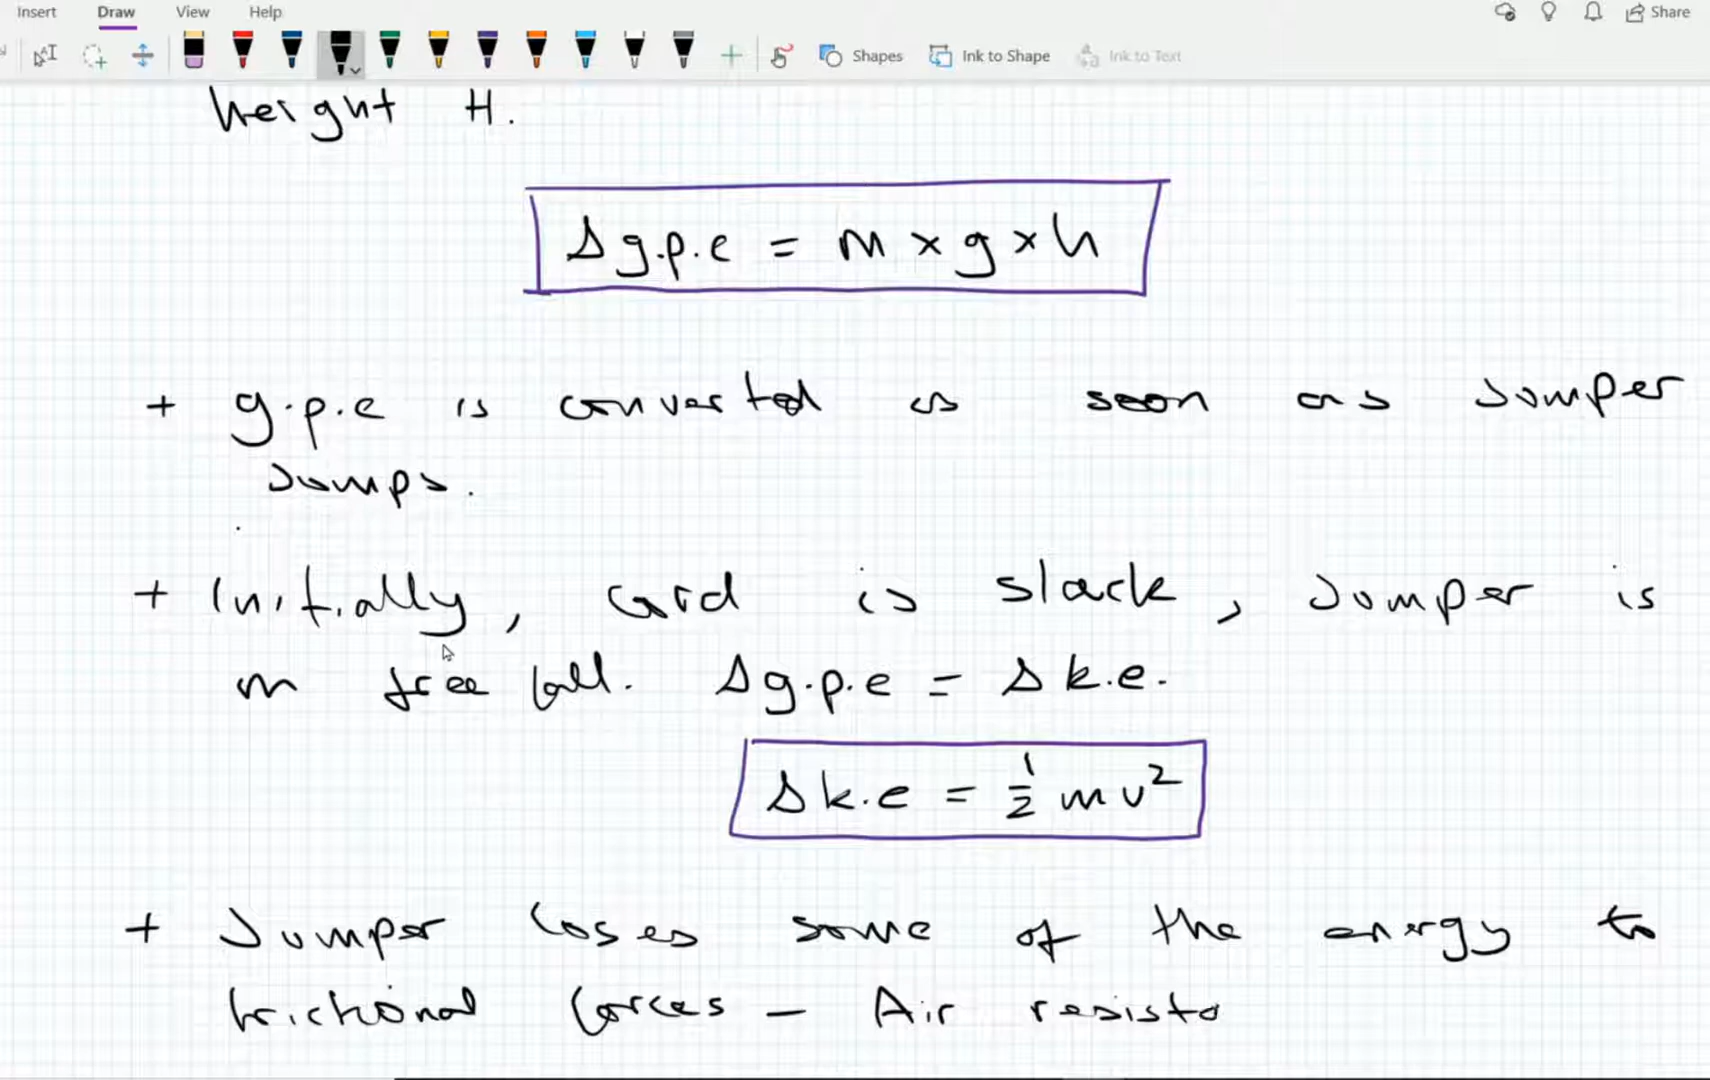 Insert Draw View Help Share
Shapes Ink to Shape Ink to Text
height H.
Δg.p.e = m × g × h
+ g.p.e is converted as soon as Jumper
Jumps.
+ Initially, cord is slack, Jumper is
in free fall. Δg.p.e = Δk.e.
Δk.e = 1/2 mv²
+ Jumper loses some of the energy to
frictional forces – Air resista